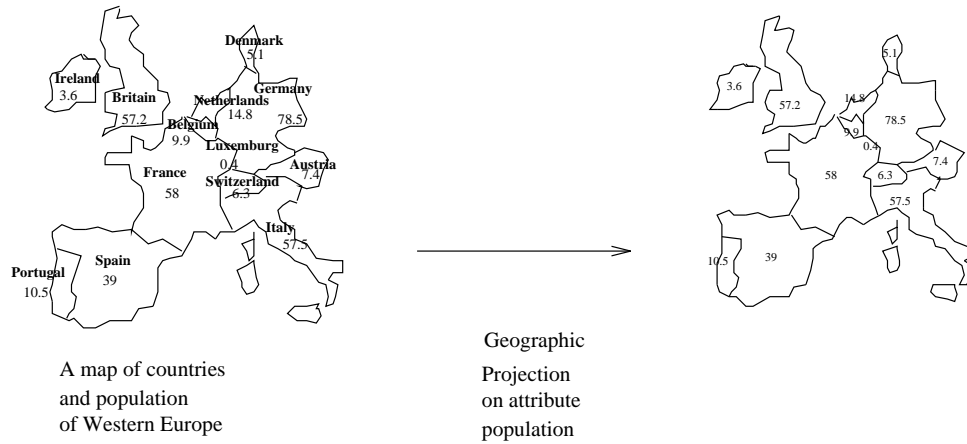 Denmark
5.1
Ireland
3.6
Britain
57.2
Netherlands
14.8
Germany
78.5
Belgium
9.9
Luxemburg
0.4
Austria
7.4
France
58
Switzerland
6.3
Italy
57.5
Portugal
10.5
Spain
39
A map of countries
and population
of Western Europe
Geographic
Projection
on attribute
population
5.1
3.6
57.2
14.8
9.9
78.5
0.4
7.4
58
6.3
57.5
10.5
39